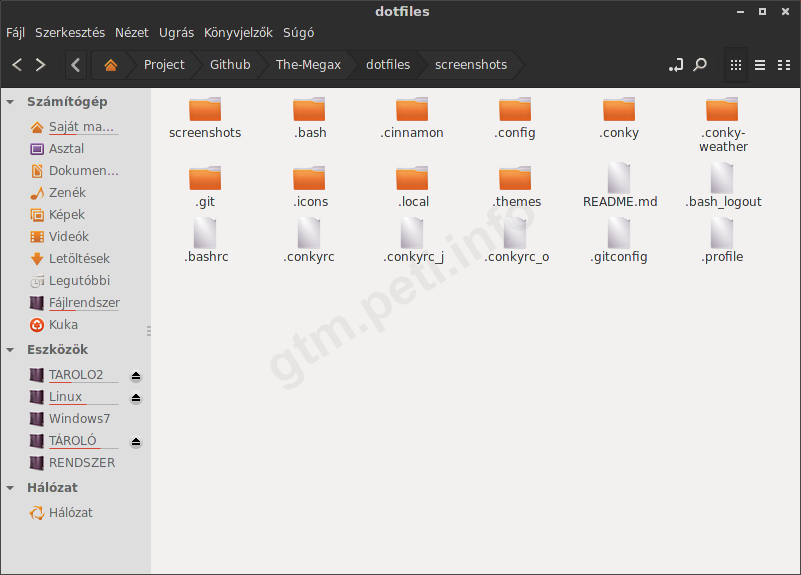 dotfiles
Fájl Szerkesztés Nézet Ugrás Könyvjelzők Súgó
Project Github The-Megax dotfiles screenshots
Számítógép
Saját ma...
Asztal
Dokumen...
Zenék
Képek
Videók
Letöltések
Legutóbbi
Fájlrendszer
Kuka
Eszközök
TAROLO2
Linux
Windows7
TÁROLÓ
RENDSZER
Hálózat
Hálózat
screenshots .bash .cinnamon .config .conky .conky-
weather
.git .icons .local .themes README.md .bash_logout
.bashrc .conkyrc .conkyrc_j .conkyrc_o .gitconfig .profile
gtm.peti.info